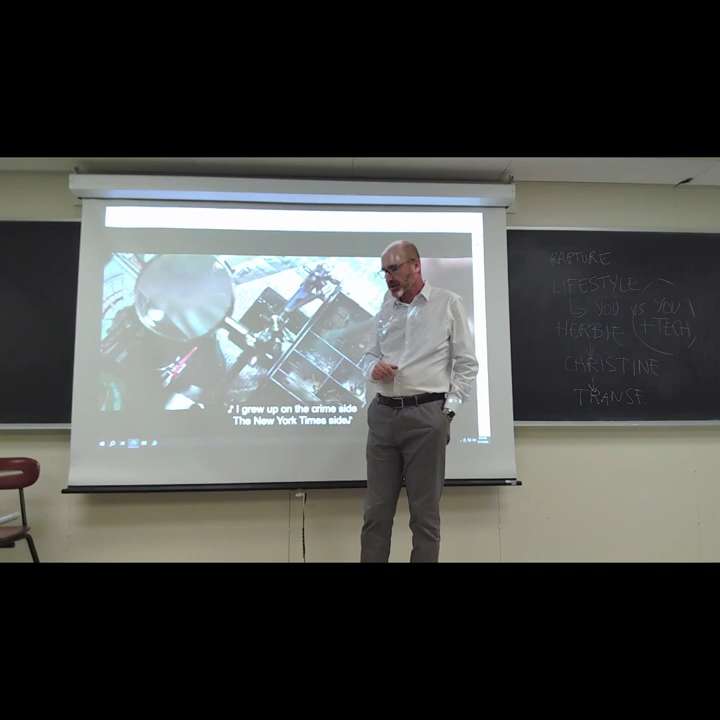 ♪ I grew up on the crime side
The New York Times side♪
RAPTURE
LIFESTYLE
↳ YOU VS YOU
HERBIE (+TECH)
CHRISTINE
TRANSF.